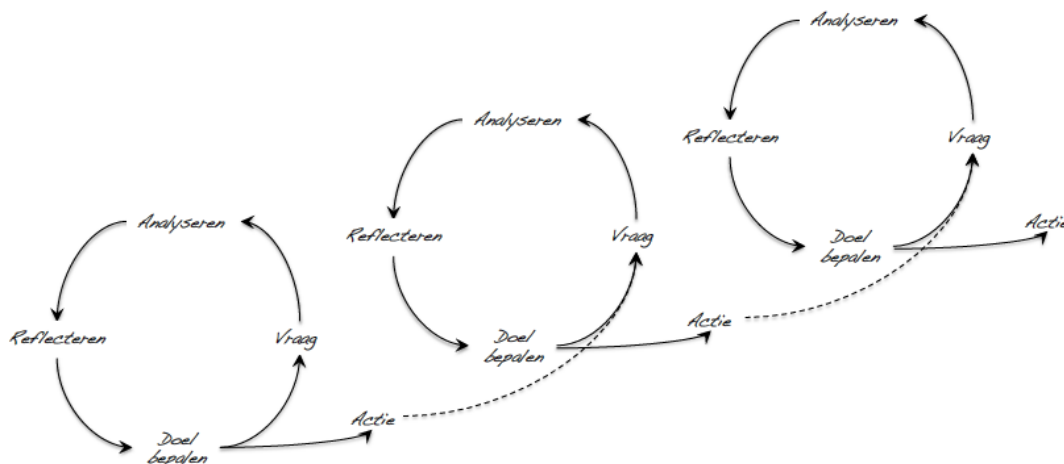 Analyseren
Reflecteren
Vraag
Doel
bepalen
Actie
Analyseren
Reflecteren
Vraag
Doel
bepalen
Actie
Analyseren
Reflecteren
Vraag
Doel
bepalen
Actie